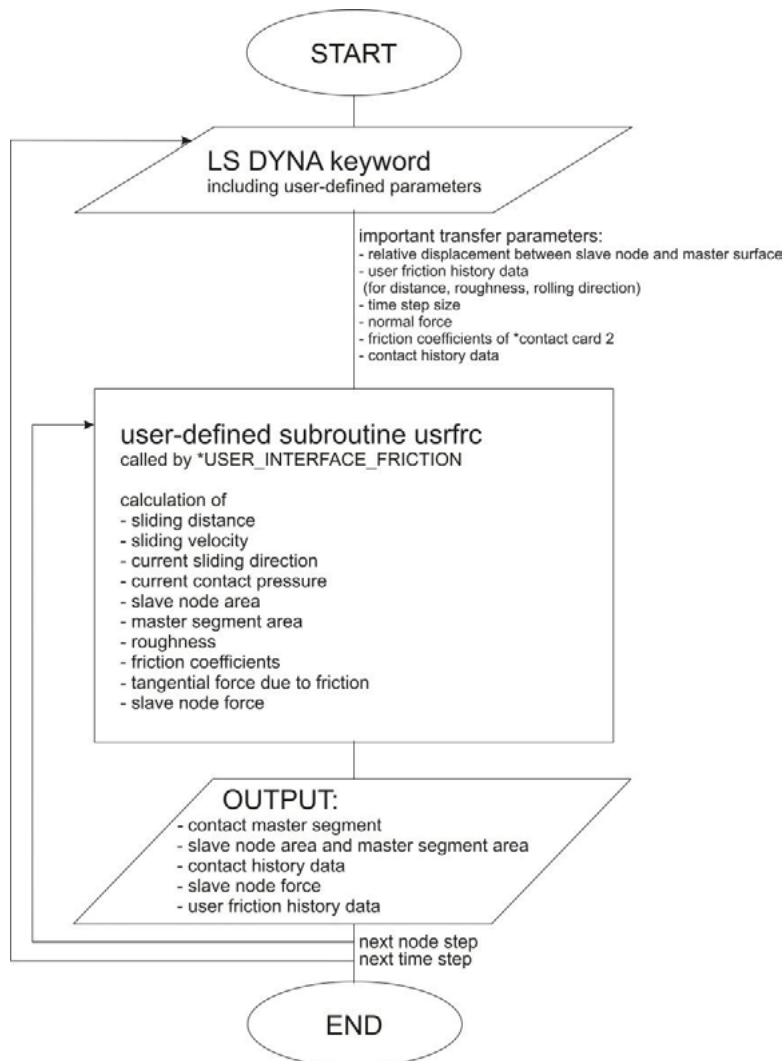 START
LS DYNA keyword
including user-defined parameters
important transfer parameters:
- relative displacement between slave node and master surface
- user friction history data
(for distance, roughness, rolling direction)
- time step size
- normal force
- friction coefficients of *contact card 2
- contact history data
user-defined subroutine usrfrc
called by *USER_INTERFACE_FRICTION
calculation of
- sliding distance
- sliding velocity
- current sliding direction
- current contact pressure
- slave node area
- master segment area
- roughness
- friction coefficients
- tangential force due to friction
- slave node force
OUTPUT:
- contact master segment
- slave node area and master segment area
- contact history data
- slave node force
- user friction history data
next node step
next time step
END